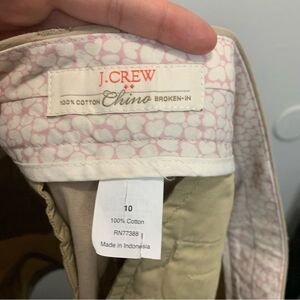 J.CREW
100% COTTON Chino BROKEN-IN
10
100% Cotton
RN77388
Made in Indonesia